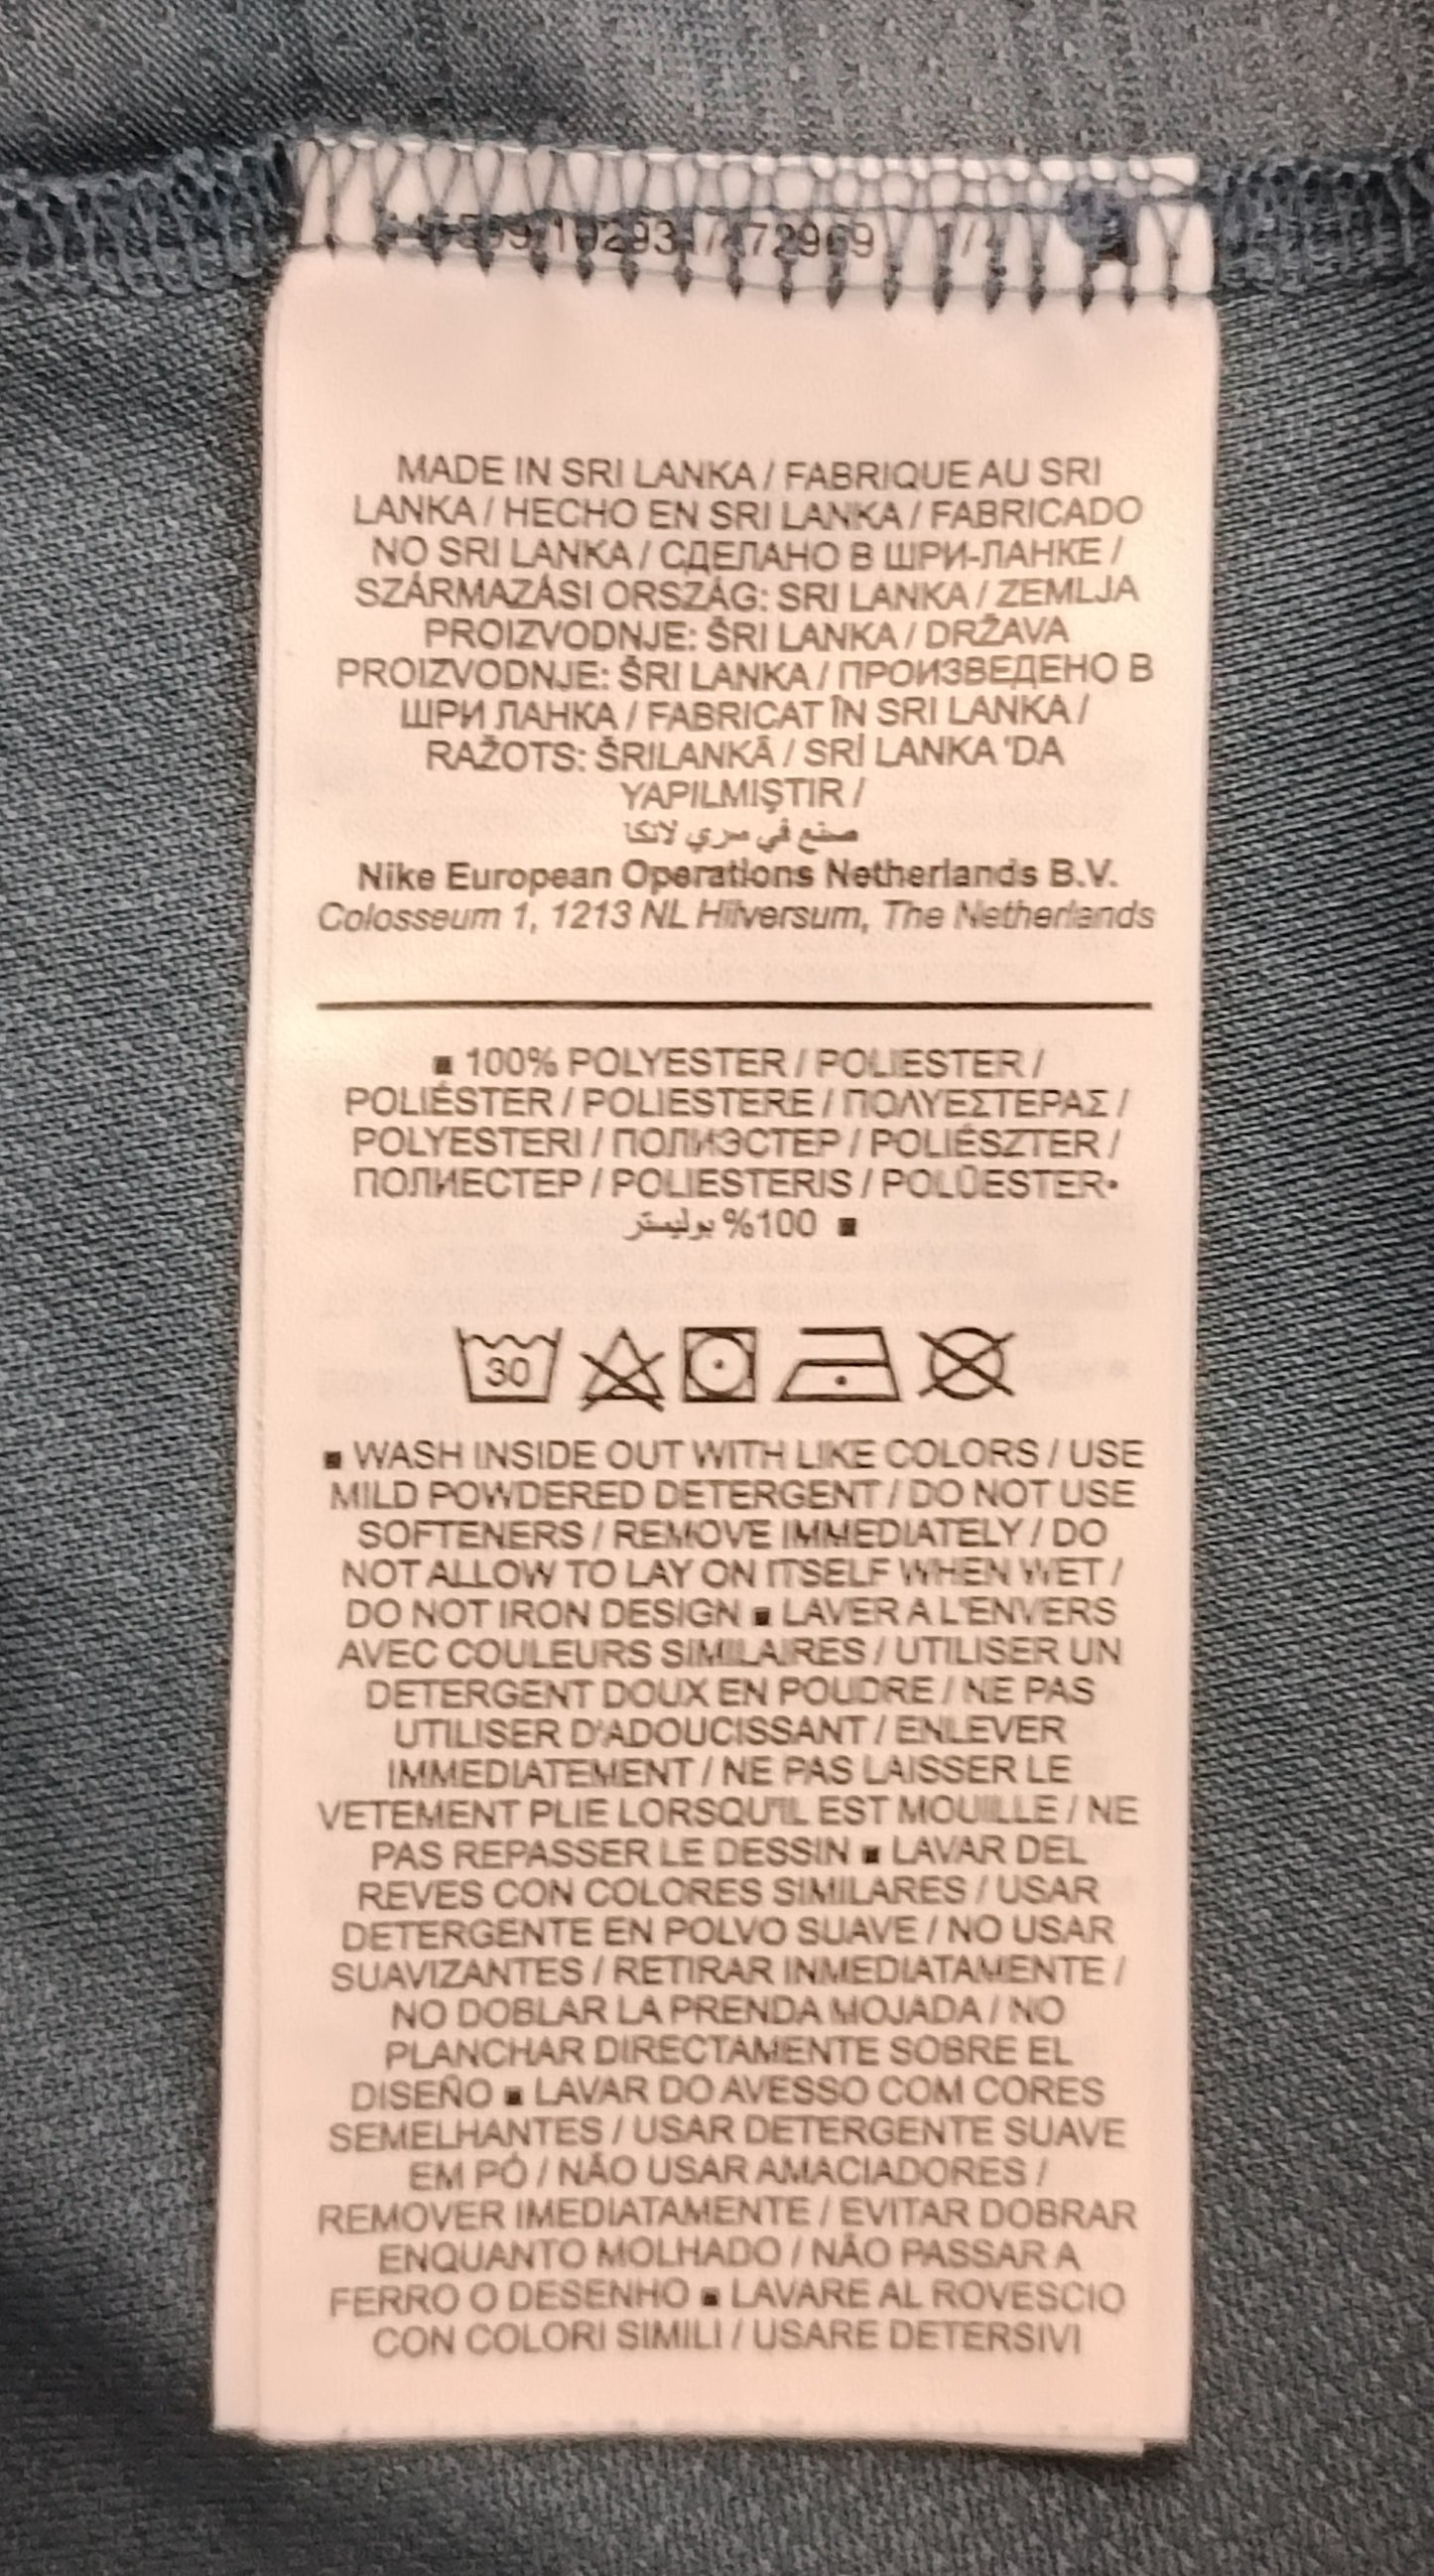 MADE IN SRI LANKA / FABRIQUE AU SRI
LANKA / HECHO EN SRI LANKA / FABRICADO
NO SRI LANKA / СДЕЛАНО В ШРИ-ЛАНКЕ /
SZÁRMAZÁSI ORSZÁG: SRI LANKA / ZEMLJA
PROIZVODNJE: ŠRI LANKA / DRŽAVA
PROIZVODNJE: ŠRI LANKA / ПРОИЗВЕДЕНО В
ШРИ ЛАНКА / FABRICAT ÎN SRI LANKA /
RAŽOTS: ŠRILANKĀ / SRİ LANKA 'DA
YAPILMIŞTIR /
صنع في سري لانكا
Nike European Operations Netherlands B.V.
Colosseum 1, 1213 NL Hilversum, The Netherlands
■ 100% POLYESTER / POLIESTER /
POLIÉSTER / POLIESTERE / ΠΟΛΥΕΣΤΕΡΑΣ /
POLYESTERI / ПОЛИЭСТЕР / POLIÉSZTER /
ПОЛИЕСТЕР / POLIESTERIS / POLÜESTER•
■ 100% بوليستر
30
■ WASH INSIDE OUT WITH LIKE COLORS / USE
MILD POWDERED DETERGENT / DO NOT USE
SOFTENERS / REMOVE IMMEDIATELY / DO
NOT ALLOW TO LAY ON ITSELF WHEN WET /
DO NOT IRON DESIGN ■ LAVER A L'ENVERS
AVEC COULEURS SIMILAIRES / UTILISER UN
DETERGENT DOUX EN POUDRE / NE PAS
UTILISER D'ADOUCISSANT / ENLEVER
IMMEDIATEMENT / NE PAS LAISSER LE
VETEMENT PLIE LORSQU'IL EST MOUILLE / NE
PAS REPASSER LE DESSIN ■ LAVAR DEL
REVES CON COLORES SIMILARES / USAR
DETERGENTE EN POLVO SUAVE / NO USAR
SUAVIZANTES / RETIRAR INMEDIATAMENTE /
NO DOBLAR LA PRENDA MOJADA / NO
PLANCHAR DIRECTAMENTE SOBRE EL
DISEÑO ■ LAVAR DO AVESSO COM CORES
SEMELHANTES / USAR DETERGENTE SUAVE
EM PÓ / NÃO USAR AMACIADORES /
REMOVER IMEDIATAMENTE / EVITAR DOBRAR
ENQUANTO MOLHADO / NÃO PASSAR A
FERRO O DESENHO ■ LAVARE AL ROVESCIO
CON COLORI SIMILI / USARE DETERSIVI